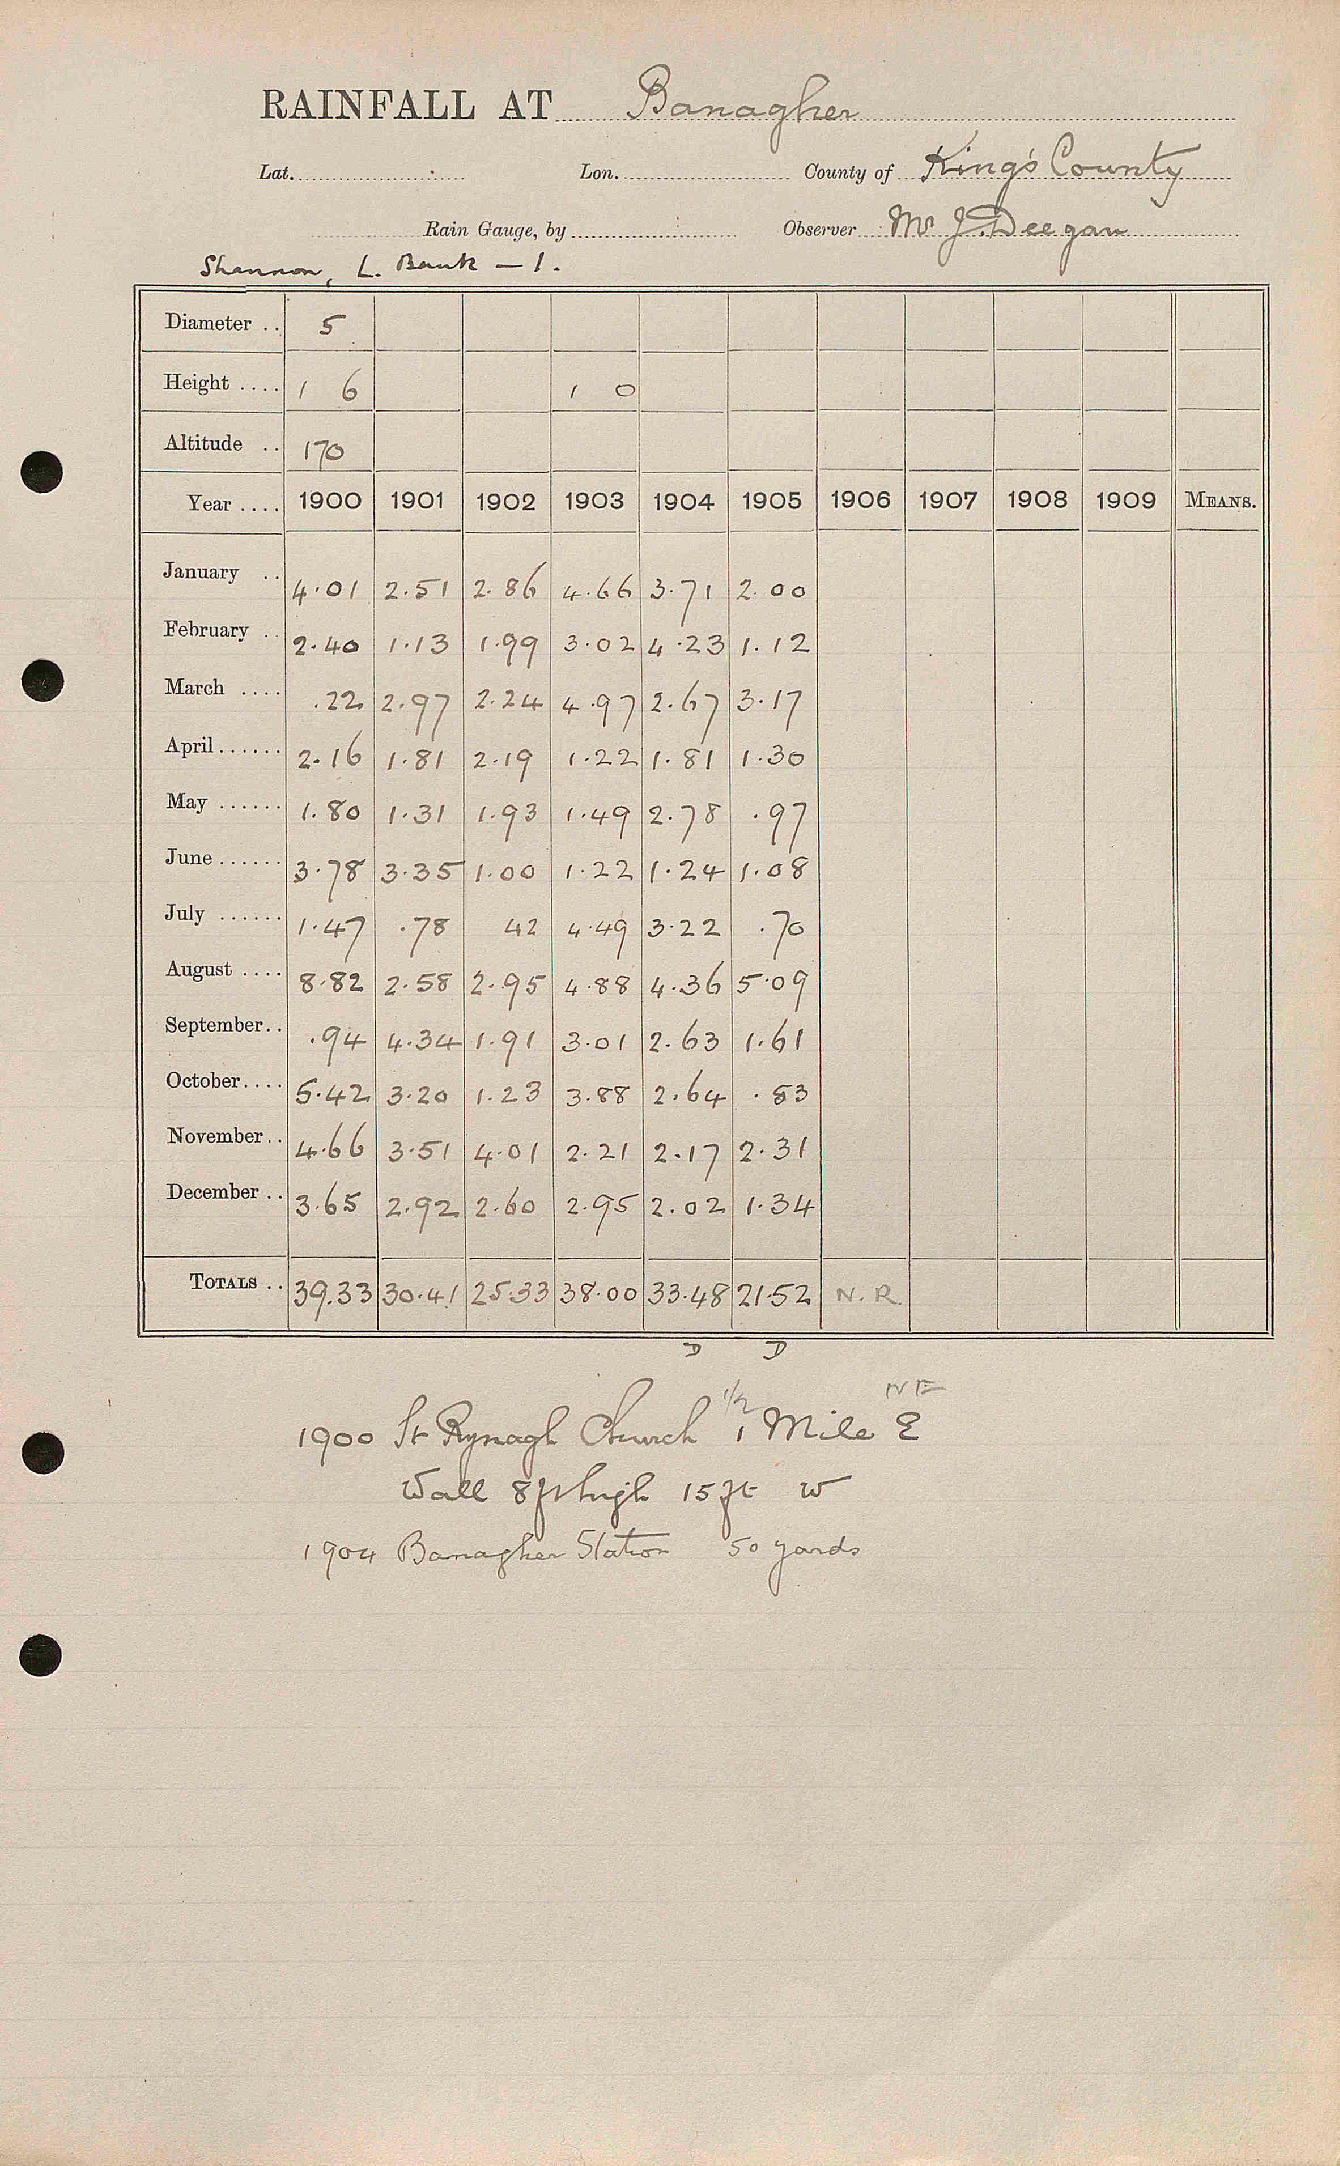 RAINFALL AT Banagher
Lat. Lon. County of King's County
Rain Gauge, by Observer Mr J. Deegan
Shannon, L. Bank — 1.
Diameter .. 5
Height .... 1 6 1 0
Altitude .. 170
Year .... 1900 1901 1902 1903 1904 1905 1906 1907 1908 1909 MEANS.
January .. 4.01 2.51 2.86 4.66 3.71 2.00
February .. 2.40 1.13 1.99 3.02 4.23 1.12
March .... .22 2.97 2.24 4.97 2.67 3.17
April...... 2.16 1.81 2.19 1.22 1.81 1.30
May ...... 1.80 1.31 1.93 1.49 2.78 .97
June ...... 3.78 3.35 1.00 1.22 1.24 1.08
July ...... 1.47 .78 42 4.49 3.22 .70
August .... 8.82 2.58 2.95 4.88 4.36 5.09
September.. .94 4.34 1.91 3.01 2.63 1.61
October.... 5.42 3.20 1.23 3.88 2.64 .83
November.. 4.66 3.51 4.01 2.21 2.17 2.31
December .. 3.65 2.92 2.60 2.95 2.02 1.34
TOTALS .. 39.33 30.41 25.33 38.00 33.48 21.52 N.R.
D D
1/2 NE
1900 St Rynagh Church 1 Mile E
Wall 8ft high 15 ft W
1904 Banagher Station 50 yards